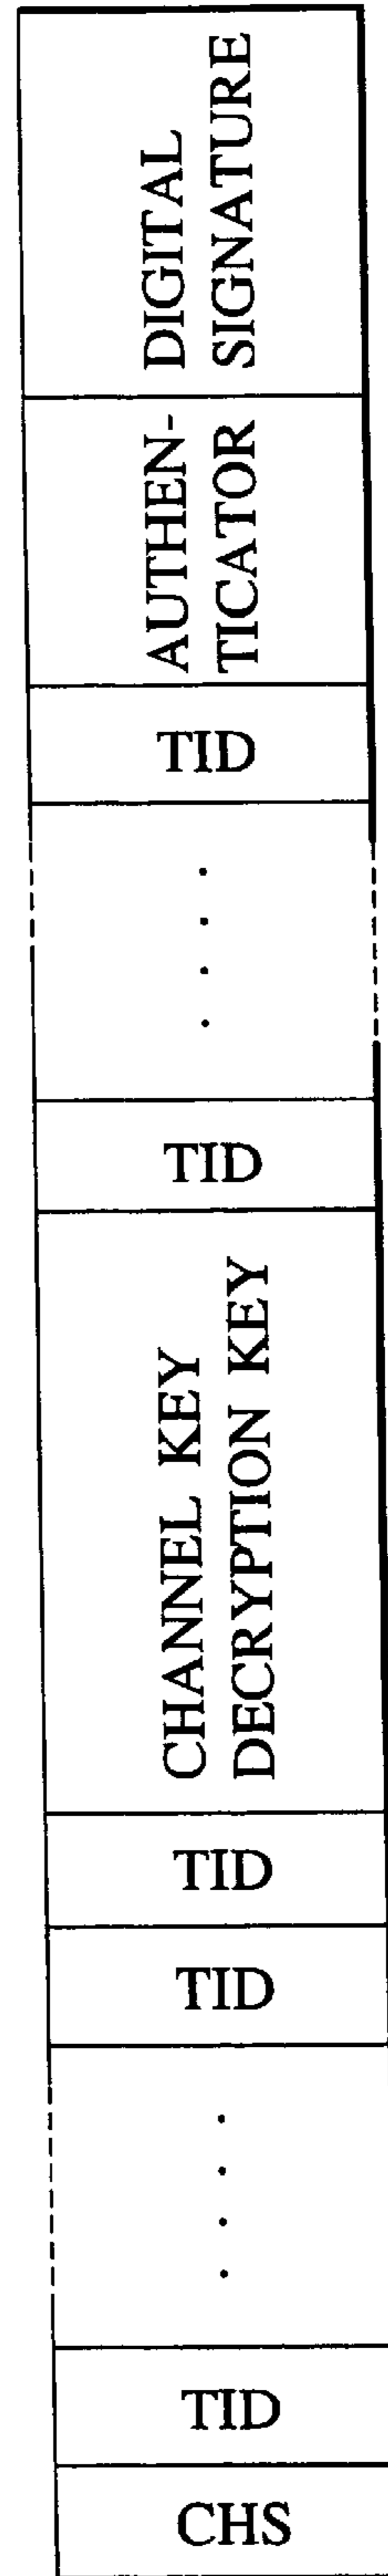 DIGITAL
SIGNATURE
AUTHEN-
TICATOR
TID
TID
CHANNEL KEY
DECRYPTION KEY
TID
TID
TID
CHS